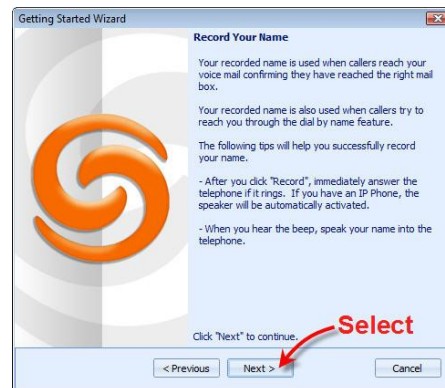 Getting Started Wizard
Record Your Name
Your recorded name is used when callers reach your
voice mail confirming they have reached the right mail
box.
Your recorded name is also used when callers try to
reach you through the dial by name feature.
The following tips will help you successfully record
your name.
- After you click "Record", immediately answer the
telephone if it rings. If you have an IP Phone, the
speaker will be automatically activated.
- When you hear the beep, speak your name into the
telephone.
Select
Click "Next" to continue.
< Previous
Next >
Cancel